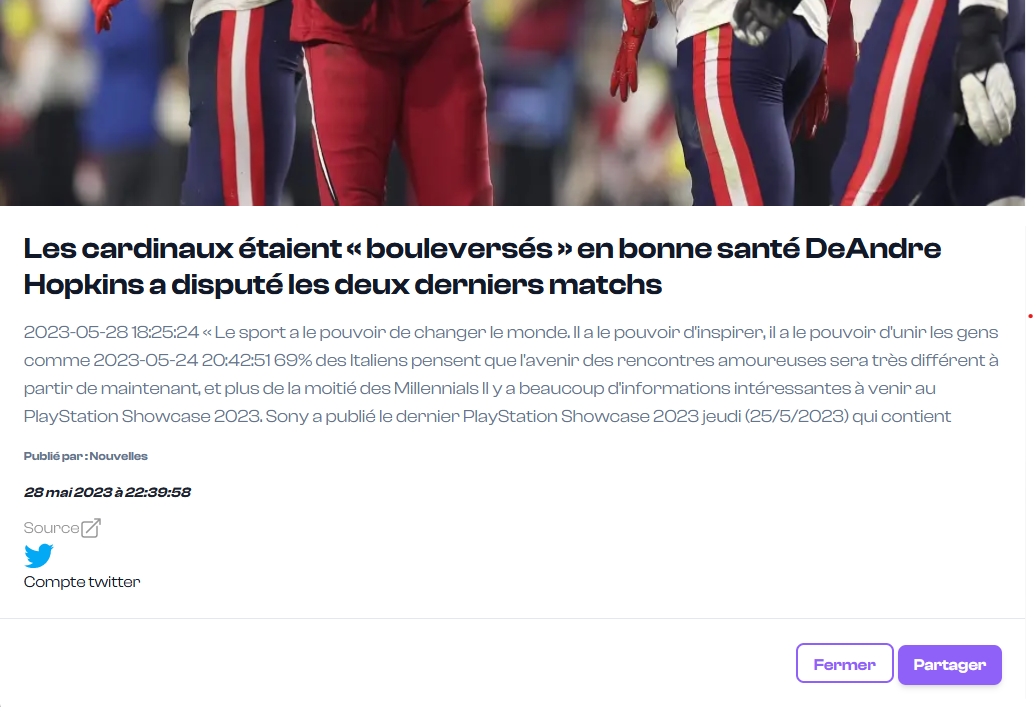 Les cardinaux étaient « bouleversés » en bonne santé DeAndre
Hopkins a disputé les deux derniers matchs
2023-05-28 18:25:24 « Le sport a le pouvoir de changer le monde. Il a le pouvoir d'inspirer, il a le pouvoir d'unir les gens
comme 2023-05-24 20:42:51 69% des Italiens pensent que l'avenir des rencontres amoureuses sera très différent à
partir de maintenant, et plus de la moitié des Millennials Il y a beaucoup d'informations intéressantes à venir au
PlayStation Showcase 2023. Sony a publié le dernier PlayStation Showcase 2023 jeudi (25/5/2023) qui contient
Publié par : Nouvelles
28 mai 2023 à 22:39:58
Source
Compte twitter
Fermer
Partager